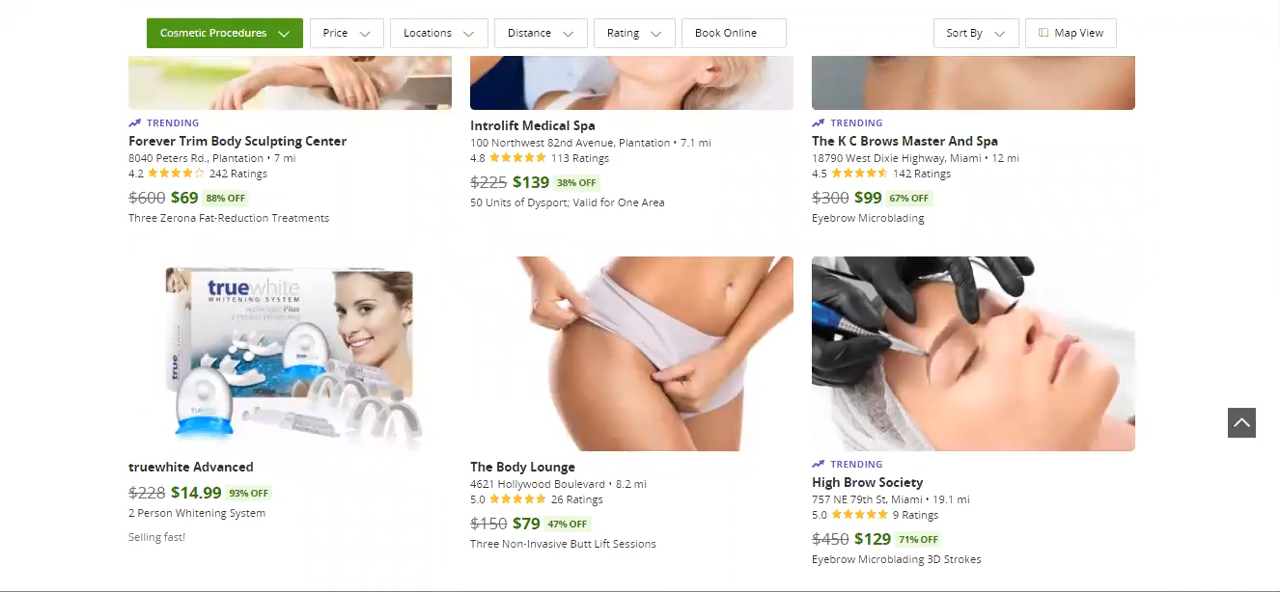 Cosmetic Procedures
Price
Locations
Distance
Rating
Book Online
Sort By
Map View
TRENDING
Forever Trim Body Sculpting Center
8040 Peters Rd., Plantation • 7 mi
4.2 242 Ratings
$600 $69 88% OFF
Three Zerona Fat-Reduction Treatments
Introlift Medical Spa
100 Northwest 82nd Avenue, Plantation • 7.1 mi
4.8 113 Ratings
$225 $139 38% OFF
50 Units of Dysport; Valid for One Area
TRENDING
The K C Brows Master And Spa
18790 West Dixie Highway, Miami • 12 mi
4.5 142 Ratings
$300 $99 67% OFF
Eyebrow Microblading
truewhite
WHITENING SYSTEM
truewhite Advanced
$228 $14.99 93% OFF
2 Person Whitening System
Selling fast!
The Body Lounge
4621 Hollywood Boulevard • 8.2 mi
5.0 26 Ratings
$150 $79 47% OFF
Three Non-Invasive Butt Lift Sessions
TRENDING
High Brow Society
757 NE 79th St, Miami • 19.1 mi
5.0 9 Ratings
$450 $129 71% OFF
Eyebrow Microblading 3D Strokes